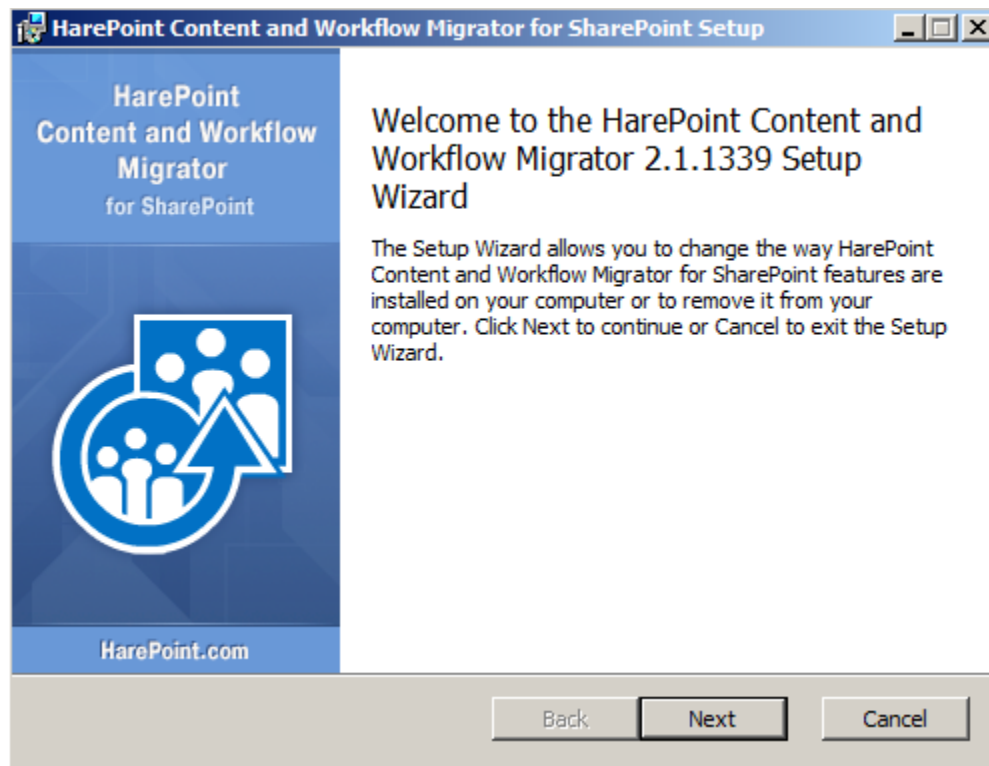 HarePoint Content and Workflow Migrator for SharePoint Setup
HarePoint
Content and Workflow
Migrator
for SharePoint
Welcome to the HarePoint Content and
Workflow Migrator 2.1.1339 Setup
Wizard
The Setup Wizard allows you to change the way HarePoint
Content and Workflow Migrator for SharePoint features are
installed on your computer or to remove it from your
computer. Click Next to continue or Cancel to exit the Setup
Wizard.
HarePoint.com
Back
Next
Cancel